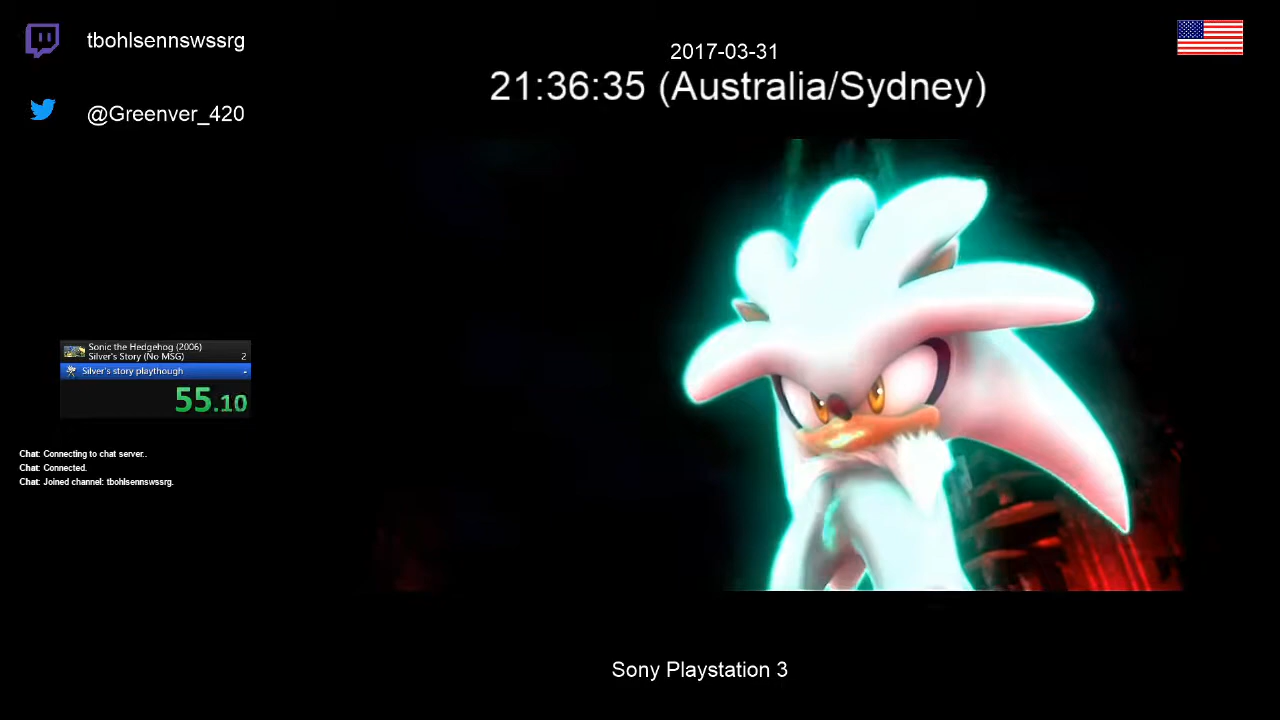 tbohlsennswssrg
@Greenver_420
2017-03-31
21:36:35 (Australia/Sydney)
Sonic the Hedgehog (2006)
Silver's Story (No MSG) 2
Silver's story playthough -
55.10
Chat: Connecting to chat server..
Chat: Connected.
Chat: Joined channel: tbohlsennswssrg.
Sony Playstation 3